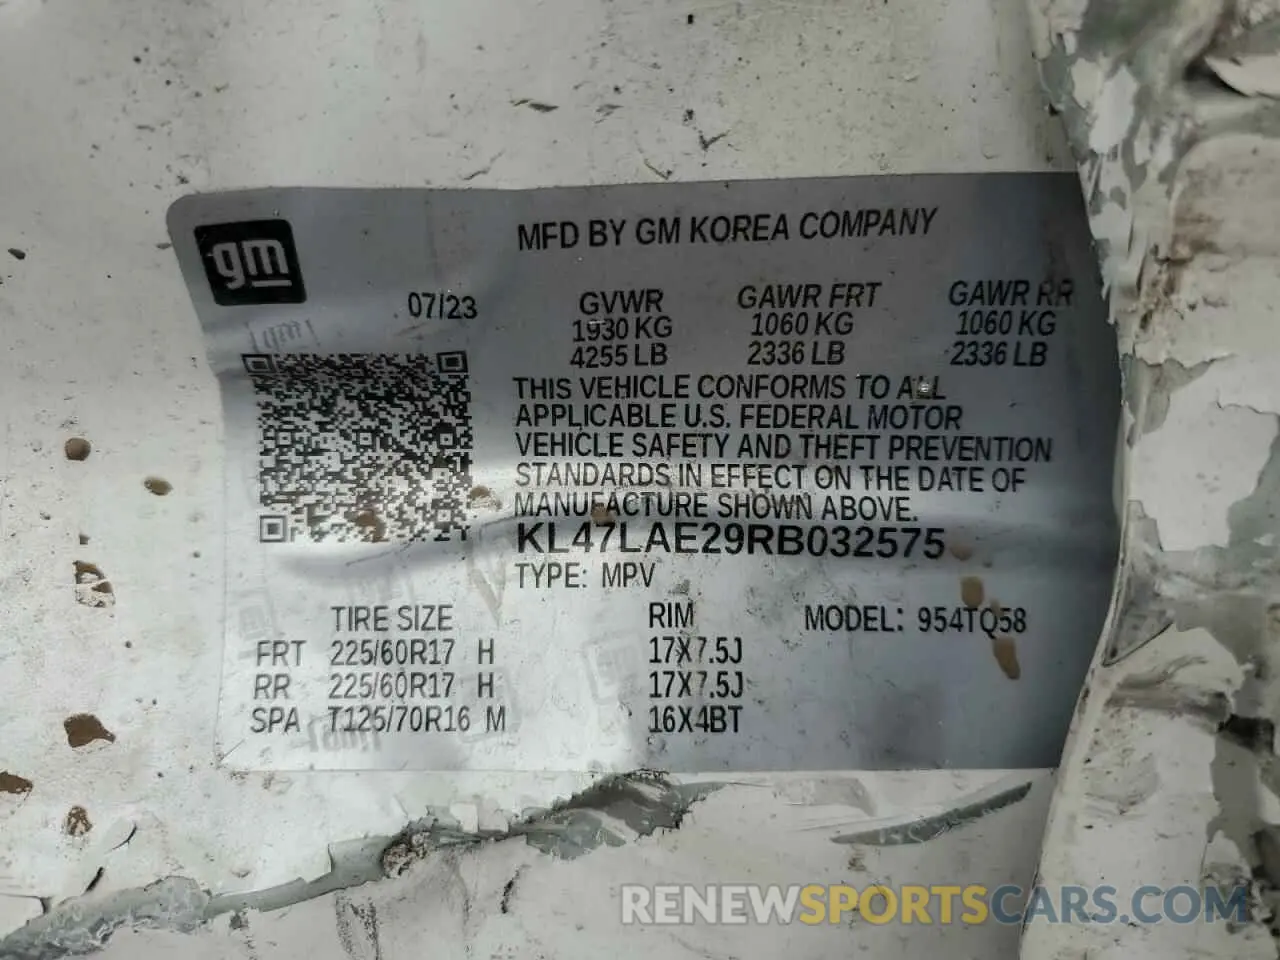 gm
MFD BY GM KOREA COMPANY
07/23
GVWR GAWR FRT GAWR RR
1930 KG 1060 KG 1060 KG
4255 LB 2336 LB 2336 LB
THIS VEHICLE CONFORMS TO ALL
APPLICABLE U.S. FEDERAL MOTOR
VEHICLE SAFETY AND THEFT PREVENTION
STANDARDS IN EFFECT ON THE DATE OF
MANUFACTURE SHOWN ABOVE.
KL47LAE29RB032575
TYPE: MPV
TIRE SIZE RIM MODEL: 954TQ58
FRT 225/60R17 H 17X7.5J
RR 225/60R17 H 17X7.5J
SPA T125/70R16 M 16X4BT
RENEWSPORTSCARS.COM